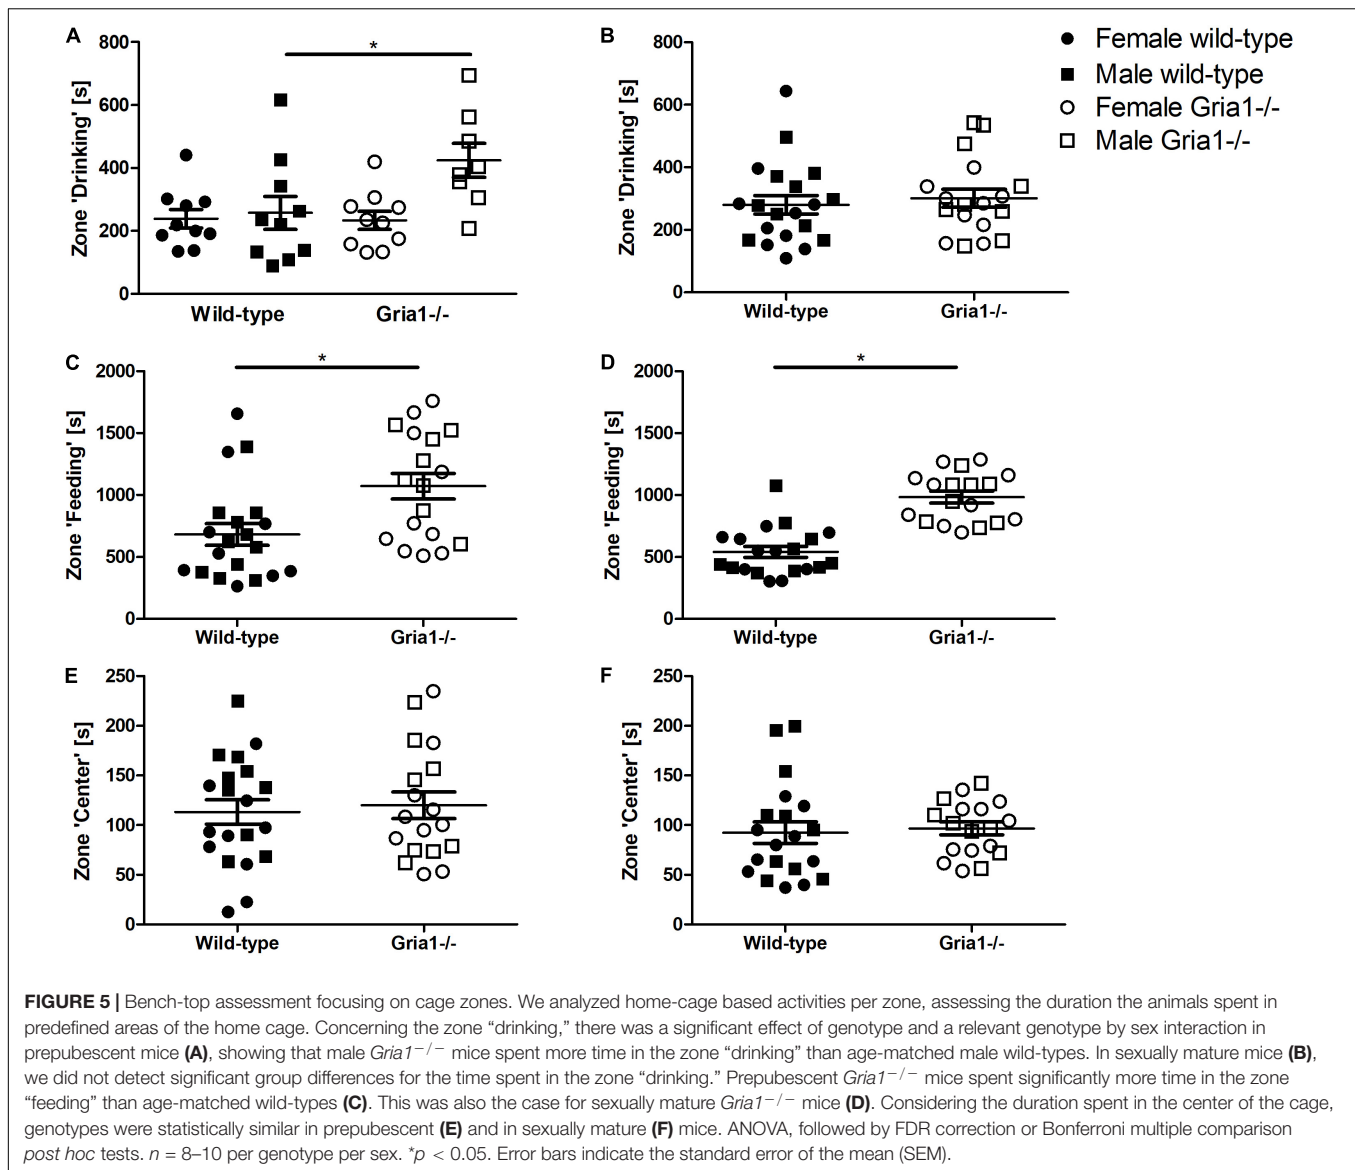 A
*
800
600
400
200
0
Zone 'Drinking' [s]
Wild-type
Gria1-/-
B
800
600
400
200
0
Zone 'Drinking' [s]
Wild-type
Gria1-/-
Female wild-type
Male wild-type
Female Gria1-/-
Male Gria1-/-
C
*
2000
1500
1000
500
0
Zone 'Feeding' [s]
Wild-type
Gria1-/-
D
*
2000
1500
1000
500
0
Zone 'Feeding' [s]
Wild-type
Gria1-/-
E
250
200
150
100
50
0
Zone 'Center' [s]
Wild-type
Gria1-/-
F
250
200
150
100
50
0
Zone 'Center' [s]
Wild-type
Gria1-/-
FIGURE 5 | Bench-top assessment focusing on cage zones. We analyzed home-cage based activities per zone, assessing the duration the animals spent in
predefined areas of the home cage. Concerning the zone “drinking,” there was a significant effect of genotype and a relevant genotype by sex interaction in
prepubescent mice (A), showing that male Gria1−/− mice spent more time in the zone “drinking” than age-matched male wild-types. In sexually mature mice (B),
we did not detect significant group differences for the time spent in the zone “drinking.” Prepubescent Gria1−/− mice spent significantly more time in the zone
“feeding” than age-matched wild-types (C). This was also the case for sexually mature Gria1−/− mice (D). Considering the duration spent in the center of the cage,
genotypes were statistically similar in prepubescent (E) and in sexually mature (F) mice. ANOVA, followed by FDR correction or Bonferroni multiple comparison
post hoc tests. n = 8–10 per genotype per sex. *p < 0.05. Error bars indicate the standard error of the mean (SEM).